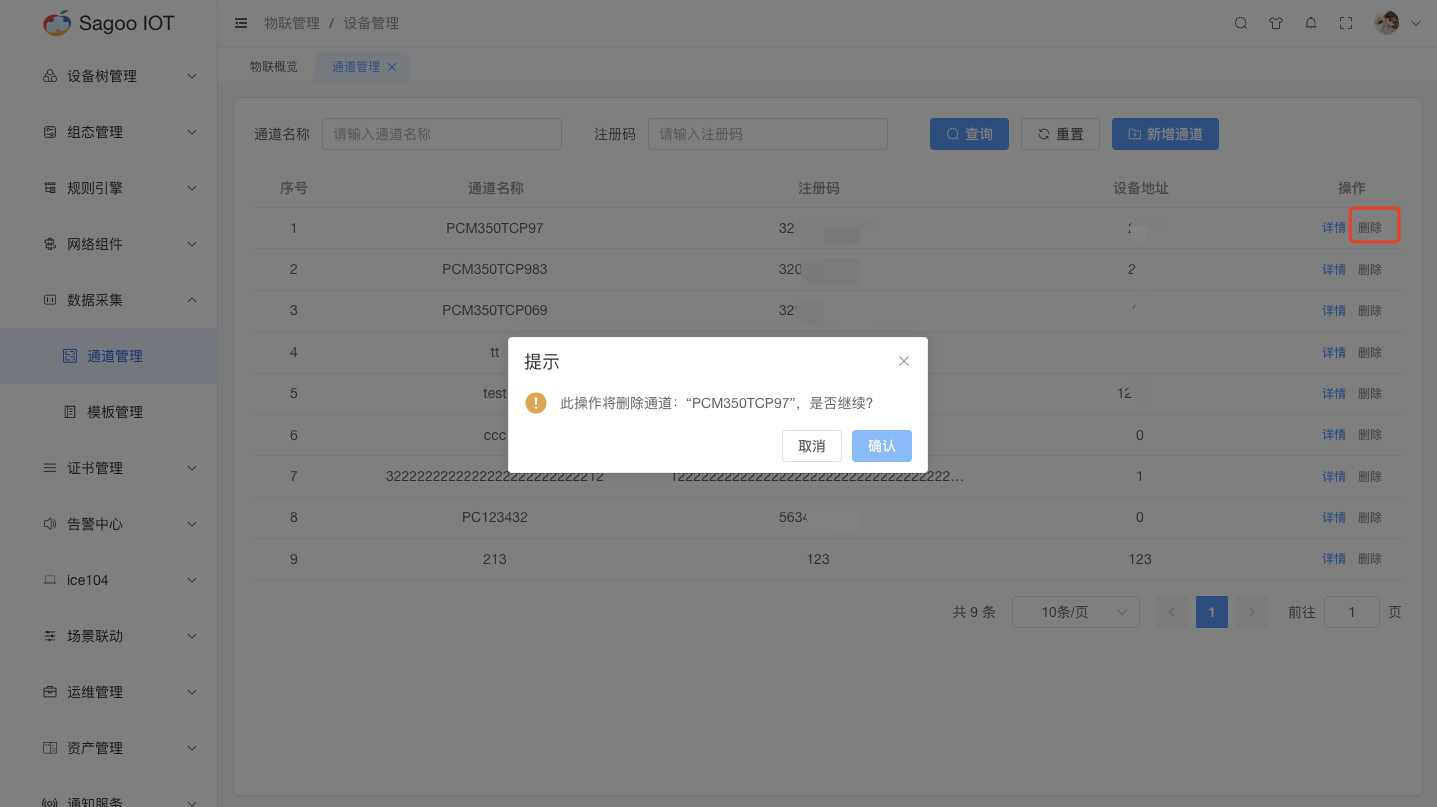 Sagoo IOT
物联管理 / 设备管理
物联概览
通道管理
设备树管理
组态管理
规则引擎
网络组件
数据采集
通道管理
模板管理
证书管理
告警中心
ice104
场景联动
运维管理
资产管理
通知服务
通道名称 请输入通道名称 注册码 请输入注册码 查询 重置 新增通道
序号 通道名称 注册码 设备地址 操作
1 PCM350TCP97 32 详情 删除
2 PCM350TCP983 320 2 详情 删除
3 PCM350TCP069 32 详情 删除
4 tt 详情 删除
5 test 12 详情 删除
6 ccc 0 详情 删除
7 1 详情 删除
8 PC123432 5634 0 详情 删除
9 213 123 123 详情 删除
提示
此操作将删除通道：“PCM350TCP97”，是否继续？
取消 确认
共 9 条 10条/页 1 前往 1 页